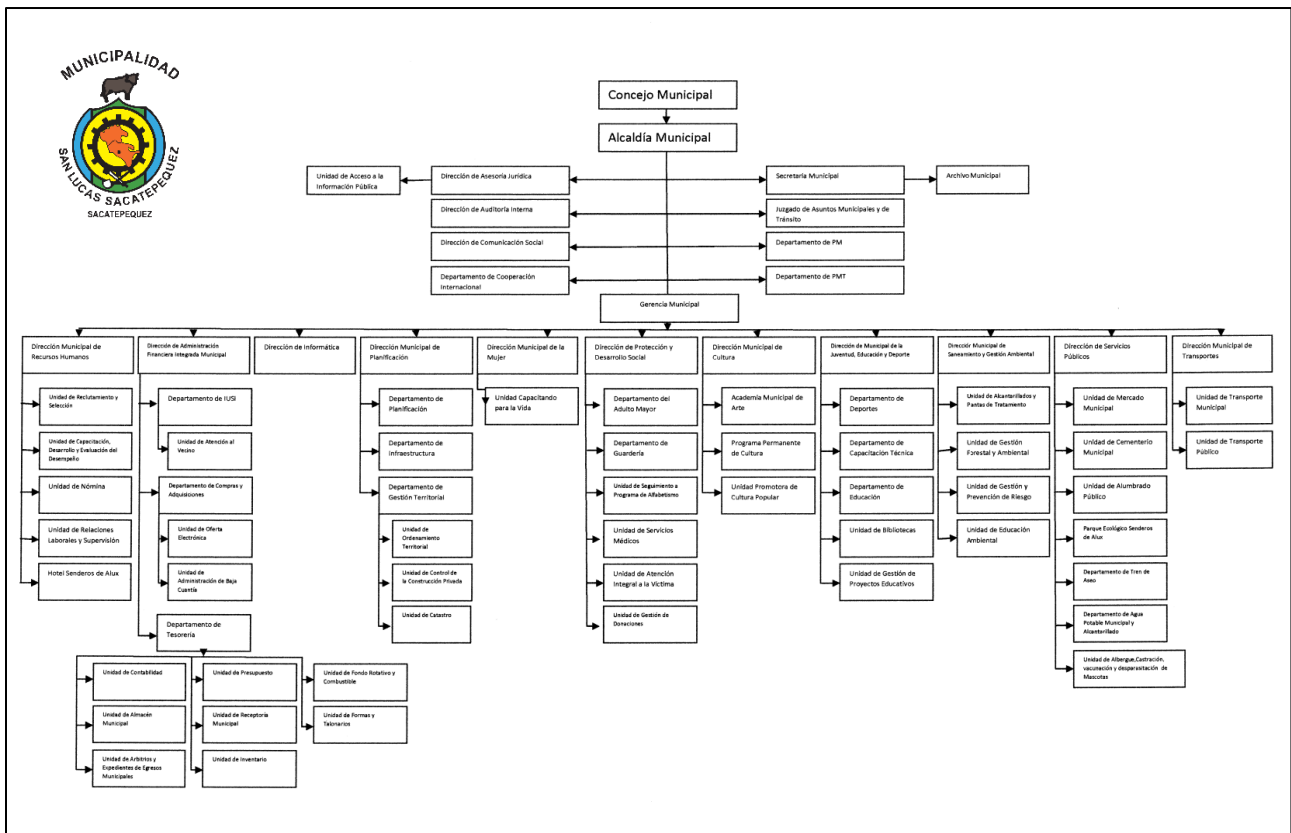 MUNICIPALIDAD
SAN LUCAS SACATEPEQUEZ
SACATEPEQUEZ
Concejo Municipal
Alcaldía Municipal
Unidad de Acceso a la
Información Pública
Dirección de Asesoría Jurídica
Secretaría Municipal
Archivo Municipal
Dirección de Auditoría Interna
Juzgado de Asuntos Municipales y de
Tránsito
Dirección de Comunicación Social
Departamento de PM
Departamento de Cooperación
Internacional
Departamento de PMT
Gerencia Municipal
Dirección Municipal de
Recursos Humanos
Dirección de Administración
Financiera Integrada Municipal
Dirección de Informática
Dirección Municipal de
Planificación
Dirección Municipal de la
Mujer
Dirección de Protección y
Desarrollo Social
Dirección Municipal de
Cultura
Dirección de Municipal de la
Juventud, Educación y Deporte
Direcciòn Municipal de
Saneamiento y Gestión Ambiental
Dirección de Servicios
Públicos
Dirección Municipal de
Transportes
Unidad de Reclutamiento y
Selección
Unidad de Capacitación,
Desarrollo y Evaluación del
Desempeño
Unidad de Nómina
Unidad de Relaciones
Laborales y Supervisión
Hotel Senderos de Alux
Departamento de IUSI
Unidad de Atención al
Vecino
Departamento de Compras y
Adquisiciones
Unidad de Oferta
Electrónica
Unidad de
Administración de Baja
Cuantía
Departamento de
Tesorería
Unidad de Contabilidad
Unidad de Almacén
Municipal
Unidad de Arbitrios y
Expedientes de Egresos
Municipales
Unidad de Presupuesto
Unidad de Receptoría
Municipal
Unidad de Inventario
Unidad de Fondo Rotativo y
Combustible
Unidad de Formas y
Talonarios
Departamento de
Planificación
Departamento de
Infraestructura
Departamento de
Gestión Territorial
Unidad de
Ordenamiento
Territorial
Unidad de Control de
la Construcción Privada
Unidad de Catastro
Unidad Capacitando
para la Vida
Departamento del
Adulto Mayor
Departamento de
Guardería
Unidad de Seguimiento a
Programa de Alfabetismo
Unidad de Servicios
Médicos
Unidad de Atención
Integral a la Víctima
Unidad de Gestión de
Donaciones
Academia Municipal de
Arte
Programa Permanente
de Cultura
Unidad Promotora de
Cultura Popular
Departamento de
Deportes
Departamento de
Capacitación Técnica
Departamento de
Educación
Unidad de Bibliotecas
Unidad de Gestión de
Proyectos Educativos
Unidad de Alcantarillados y
Pantas de Tratamiento
Unidad de Gestión
Forestal y Ambiental
Unidad de Gestión y
Prevención de Riesgo
Unidad de Educación
Ambiental
Unidad de Mercado
Municipal
Unidad de Cementerio
Municipal
Unidad de Alumbrado
Público
Parque Ecológico Senderos
de Alux
Departamento de Tren de
Aseo
Departamento de Agua
Potable Municipal y
Alcantarillado
Unidad de Albergue,Castración,
vacunación y desparasitación de
Mascotas
Unidad de Transporte
Municipal
Unidad de Transporte
Público